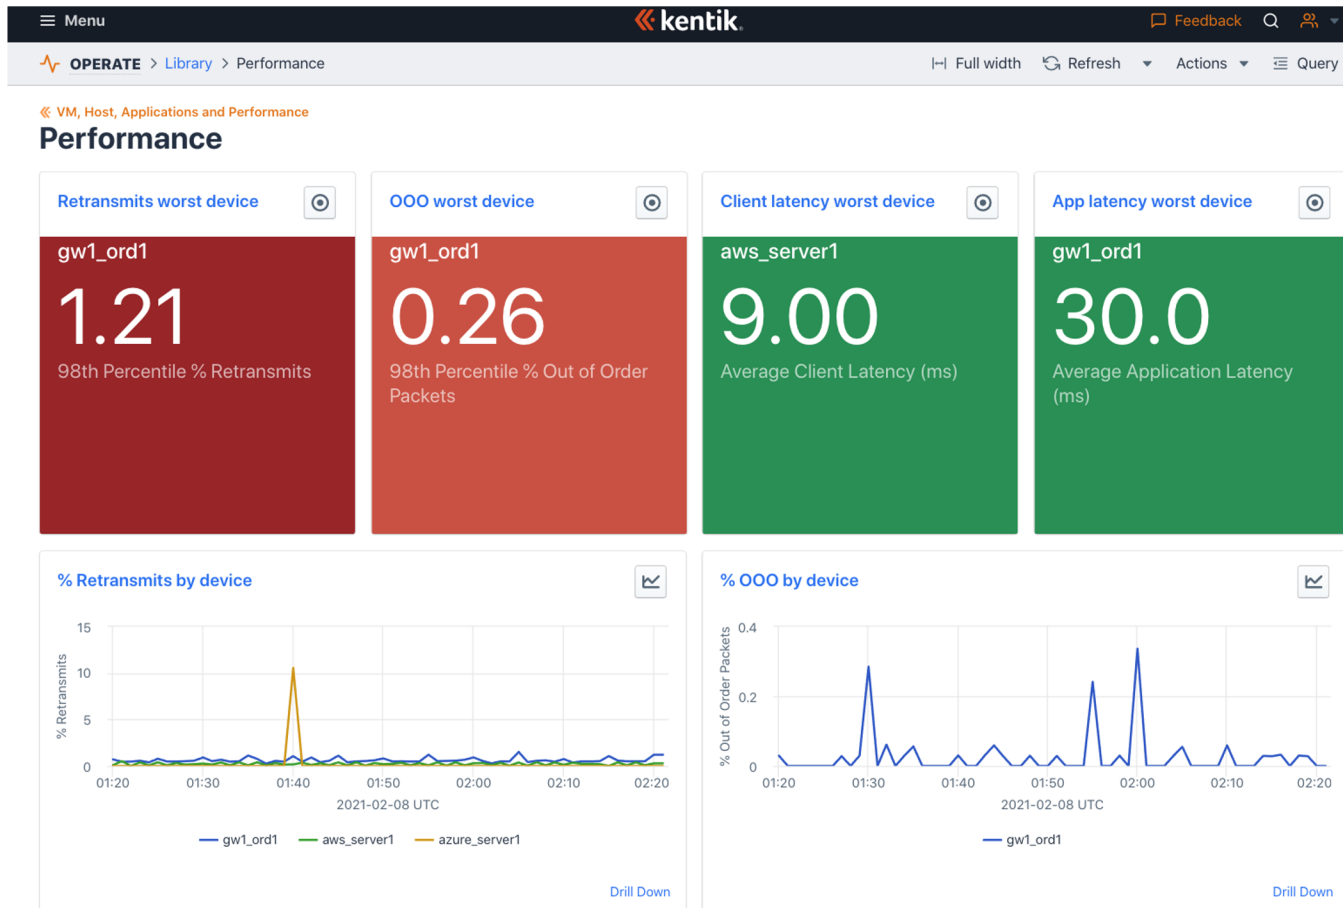 Menu
kentik.
Feedback
OPERATE > Library > Performance
Full width
Refresh
Actions
Query
VM, Host, Applications and Performance
Performance
Retransmits worst device
gw1_ord1
1.21
98th Percentile % Retransmits
OOO worst device
gw1_ord1
0.26
98th Percentile % Out of Order
Packets
Client latency worst device
aws_server1
9.00
Average Client Latency (ms)
App latency worst device
gw1_ord1
30.0
Average Application Latency
(ms)
% Retransmits by device
% Retransmits
15
10
5
0
01:20 01:30 01:40 01:50 02:00 02:10 02:20
2021-02-08 UTC
gw1_ord1 aws_server1 azure_server1
Drill Down
% OOO by device
% Out of Order Packets
0.4
0.2
0
01:20 01:30 01:40 01:50 02:00 02:10 02:20
2021-02-08 UTC
gw1_ord1
Drill Down